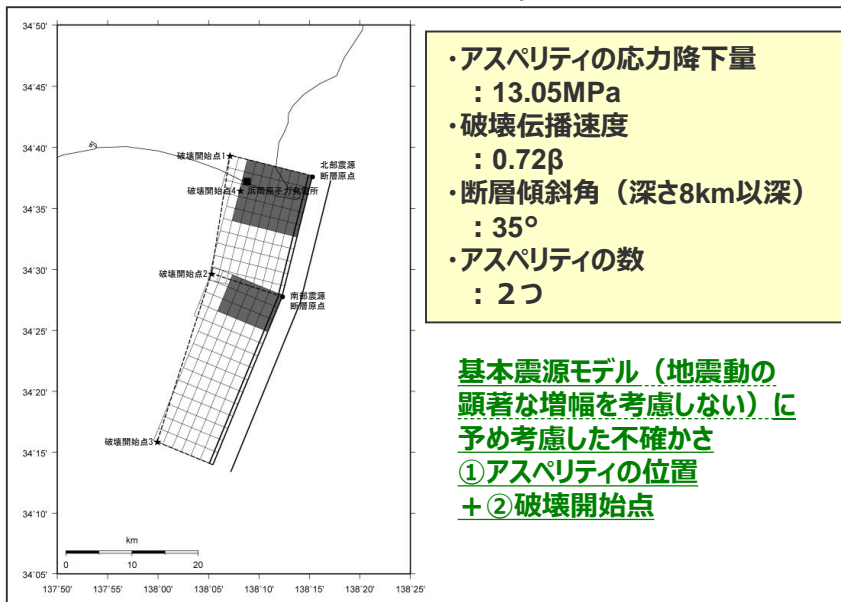 34°50'
34°45'
34°40'
34°35'
34°30'
34°25'
34°20'
34°15'
34°10'
34°05'
137°50'
137°55'
138°00'
138°05'
138°10'
138°15'
138°20'
138°25'
破壊開始点1★
北部震源
断層原点
破壊開始点4★
浜岡原子力発電所
破壊開始点2★
南部震源
断層原点
破壊開始点3★
km
0 10 20
・アスペリティの応力降下量
：13.05MPa
・破壊伝播速度
：0.72β
・断層傾斜角（深さ8km以深）
：35°
・アスペリティの数
：２つ
基本震源モデル（地震動の
顕著な増幅を考慮しない）に
予め考慮した不確かさ
①アスペリティの位置
＋②破壊開始点